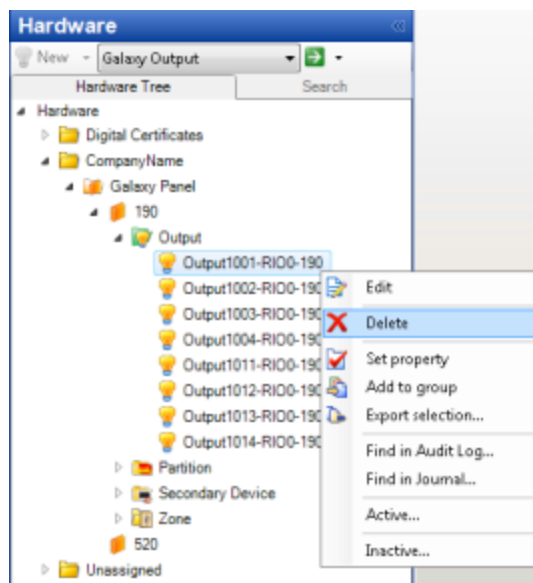 Hardware
New Galaxy Output
Hardware Tree Search
Hardware
Digital Certificates
CompanyName
Galaxy Panel
190
Output
Output1001-RIO0-190
Output1002-RIO0-190
Output1003-RIO0-190
Output1004-RIO0-190
Output1011-RIO0-190
Output1012-RIO0-190
Output1013-RIO0-190
Output1014-RIO0-190
Partition
Secondary Device
Zone
520
Unassigned
Edit
Delete
Set property
Add to group
Export selection...
Find in Audit Log...
Find in Journal...
Active...
Inactive...